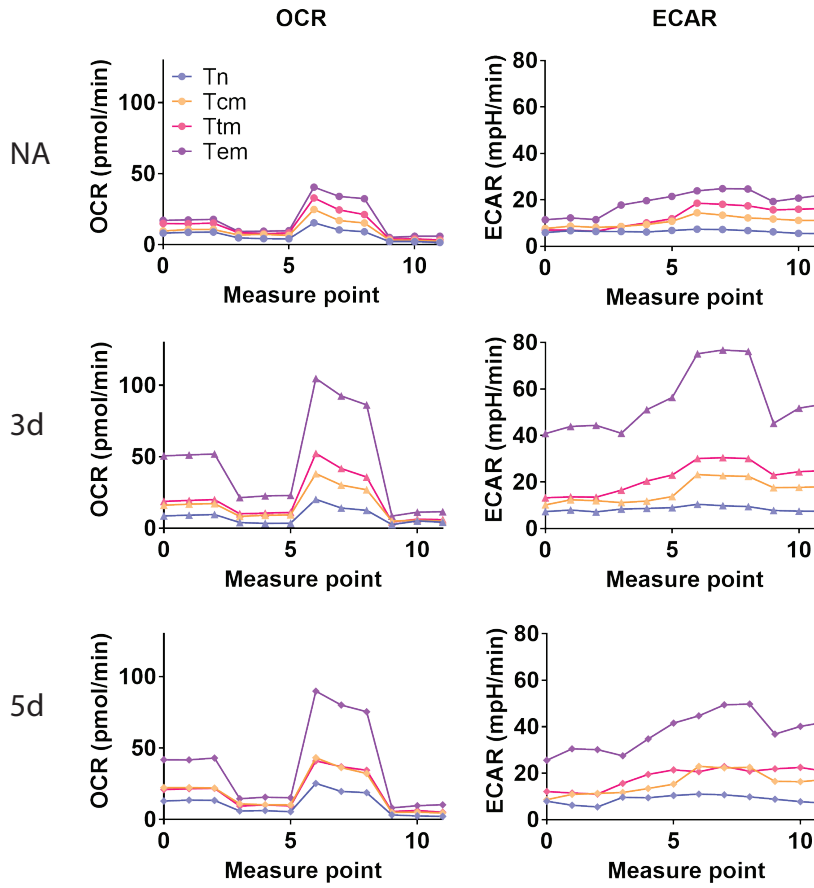 OCR
ECAR
NA
OCR (pmol/min)
100
50
0
Tn
Tcm
Ttm
Tem
0 5 10
Measure point
ECAR (mpH/min)
80
60
40
20
0
0 5 10
Measure point
3d
OCR (pmol/min)
100
50
0
0 5 10
Measure point
ECAR (mpH/min)
80
60
40
20
0
0 5 10
Measure point
5d
OCR (pmol/min)
100
50
0
0 5 10
Measure point
ECAR (mpH/min)
80
60
40
20
0
0 5 10
Measure point